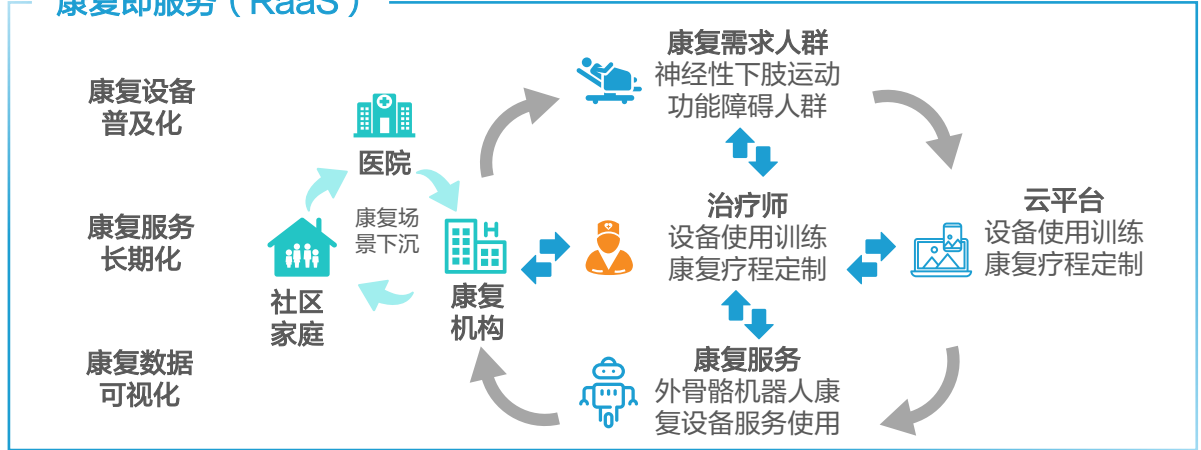 康复即服务（RaaS）
康复设备
普及化
康复服务
长期化
康复数据
可视化
医院
康复场
景下沉
社区
家庭
H
康复
机构
康复需求人群
神经性下肢运动
功能障碍人群
治疗师
设备使用训练
康复疗程定制
康复服务
外骨骼机器人康
复设备服务使用
云平台
设备使用训练
康复疗程定制